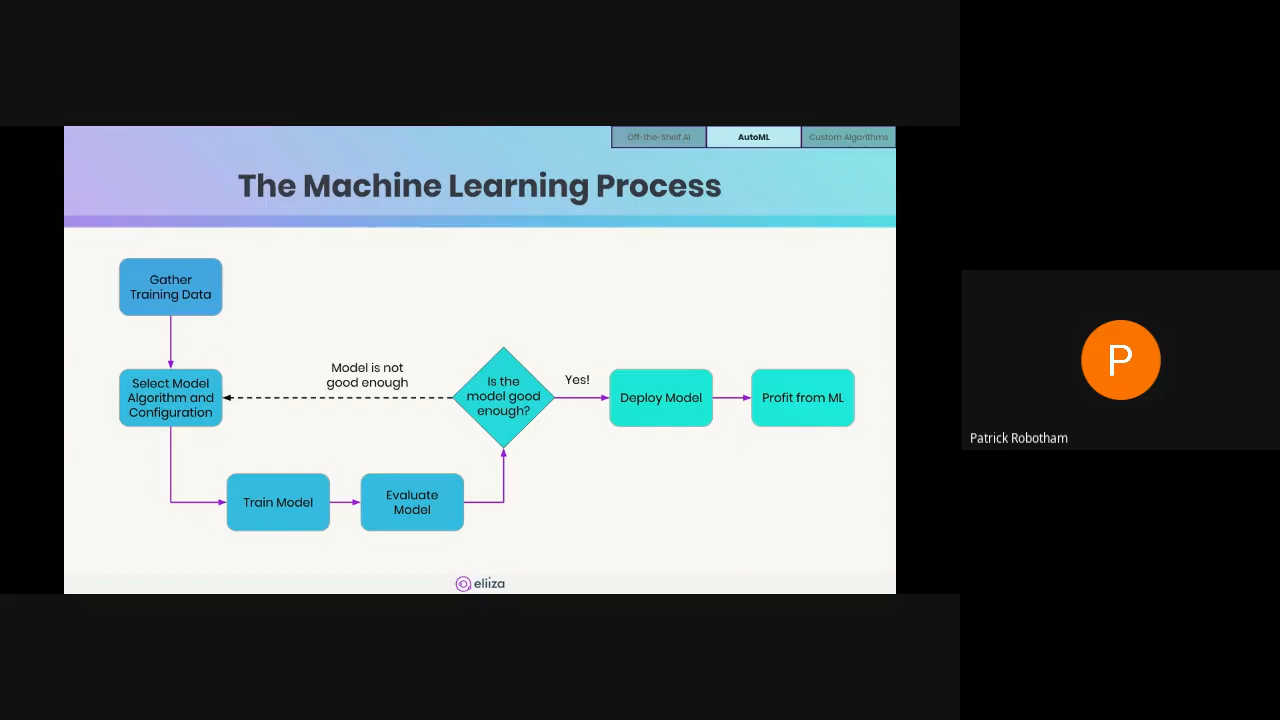 Off-the-Shelf AI
AutoML
Custom Algorithms
The Machine Learning Process
Gather
Training Data
Select Model
Algorithm and
Configuration
Model is not
good enough
Is the
model good
enough?
Yes!
Deploy Model
Profit from ML
Train Model
Evaluate
Model
eliiza
P
Patrick Robotham